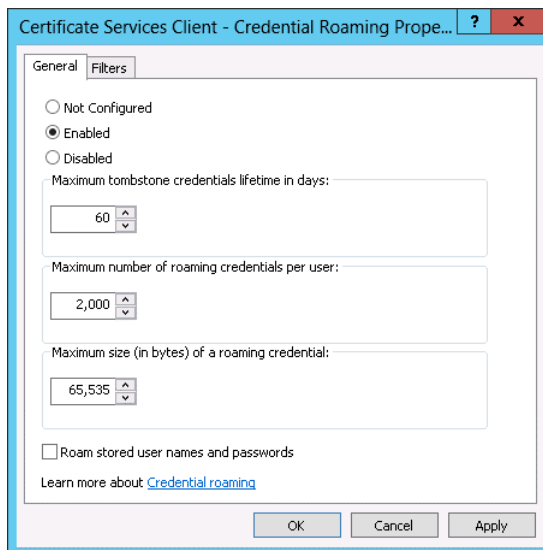 Certificate Services Client - Credential Roaming Prope...
?
x
General
Filters
Not Configured
Enabled
Disabled
Maximum tombstone credentials lifetime in days:
60
Maximum number of roaming credentials per user:
2,000
Maximum size (in bytes) of a roaming credential:
65,535
Roam stored user names and passwords
Learn more about Credential roaming
OK
Cancel
Apply